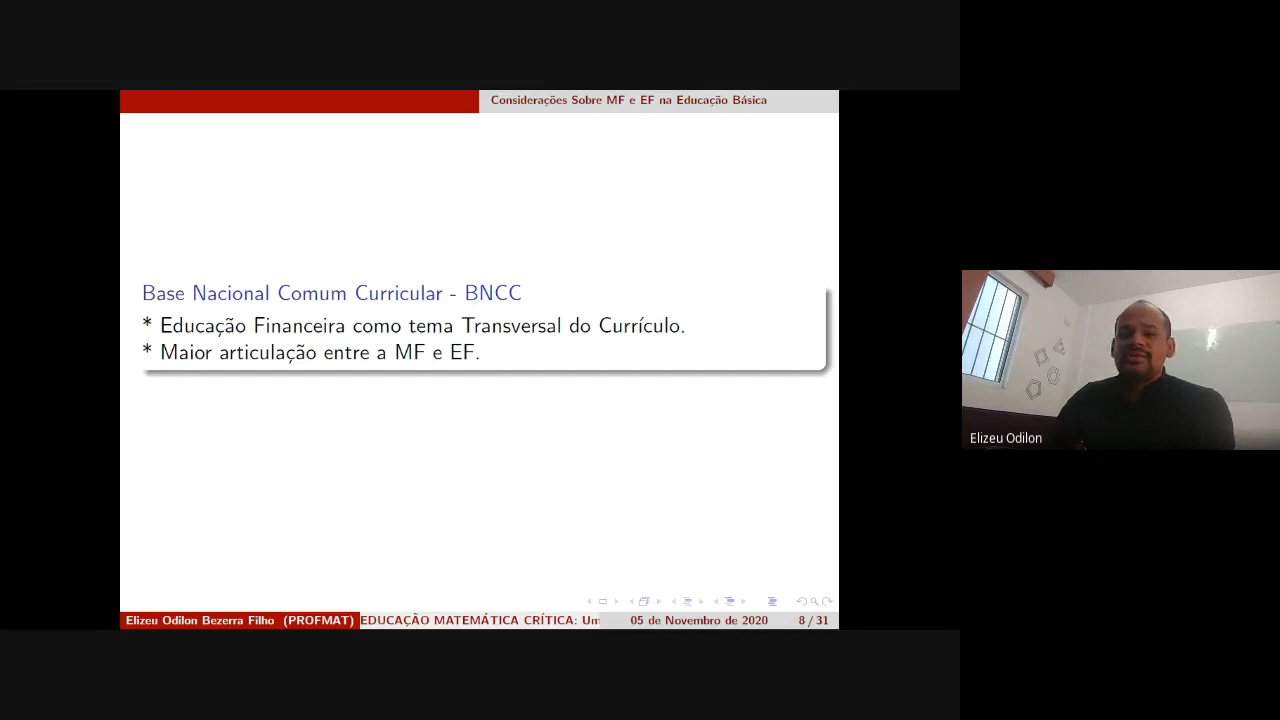 Considerações Sobre MF e EF na Educação Básica
Base Nacional Comum Curricular - BNCC
* Educação Financeira como tema Transversal do Currículo.
* Maior articulação entre a MF e EF.
Elizeu Odilon
Elizeu Odilon Bezerra Filho (PROFMAT) EDUCAÇÃO MATEMÁTICA CRÍTICA: Um 05 de Novembro de 2020 8 / 31